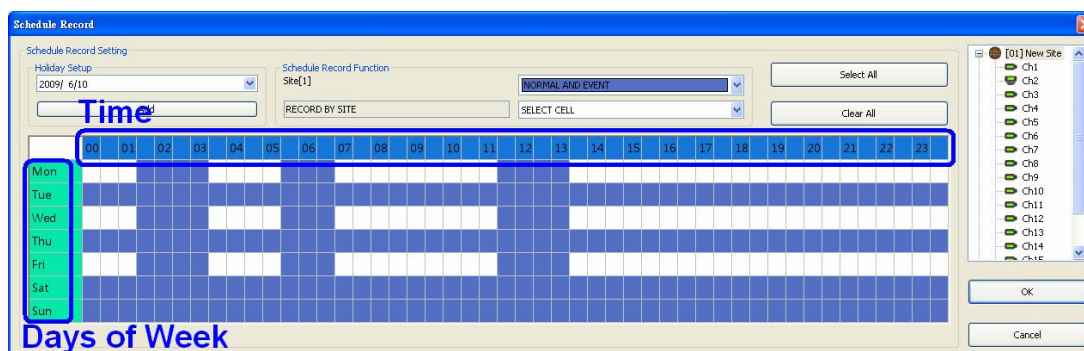 Schedule Record
Schedule Record Setting
Holiday Setup
2009/ 6/10
Schedule Record Function
Site[1]
NORMAL AND EVENT
RECORD BY SITE
SELECT CELL
Select All
Clear All
Time
00 01 02 03 04 05 06 07 08 09 10 11 12 13 14 15 16 17 18 19 20 21 22 23
Mon
Tue
Wed
Thu
Fri
Sat
Sun
Days of Week
[01] New Site
Ch1
Ch2
Ch3
Ch4
Ch5
Ch6
Ch7
Ch8
Ch9
Ch10
Ch11
Ch12
Ch13
Ch14
Ch15
OK
Cancel